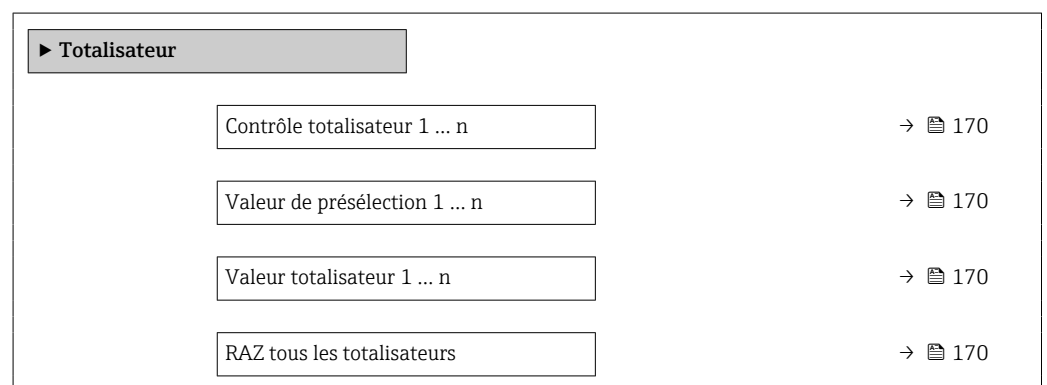 ▶ Totalisateur
Contrôle totalisateur 1 … n → 170
Valeur de présélection 1 … n → 170
Valeur totalisateur 1 … n → 170
RAZ tous les totalisateurs → 170